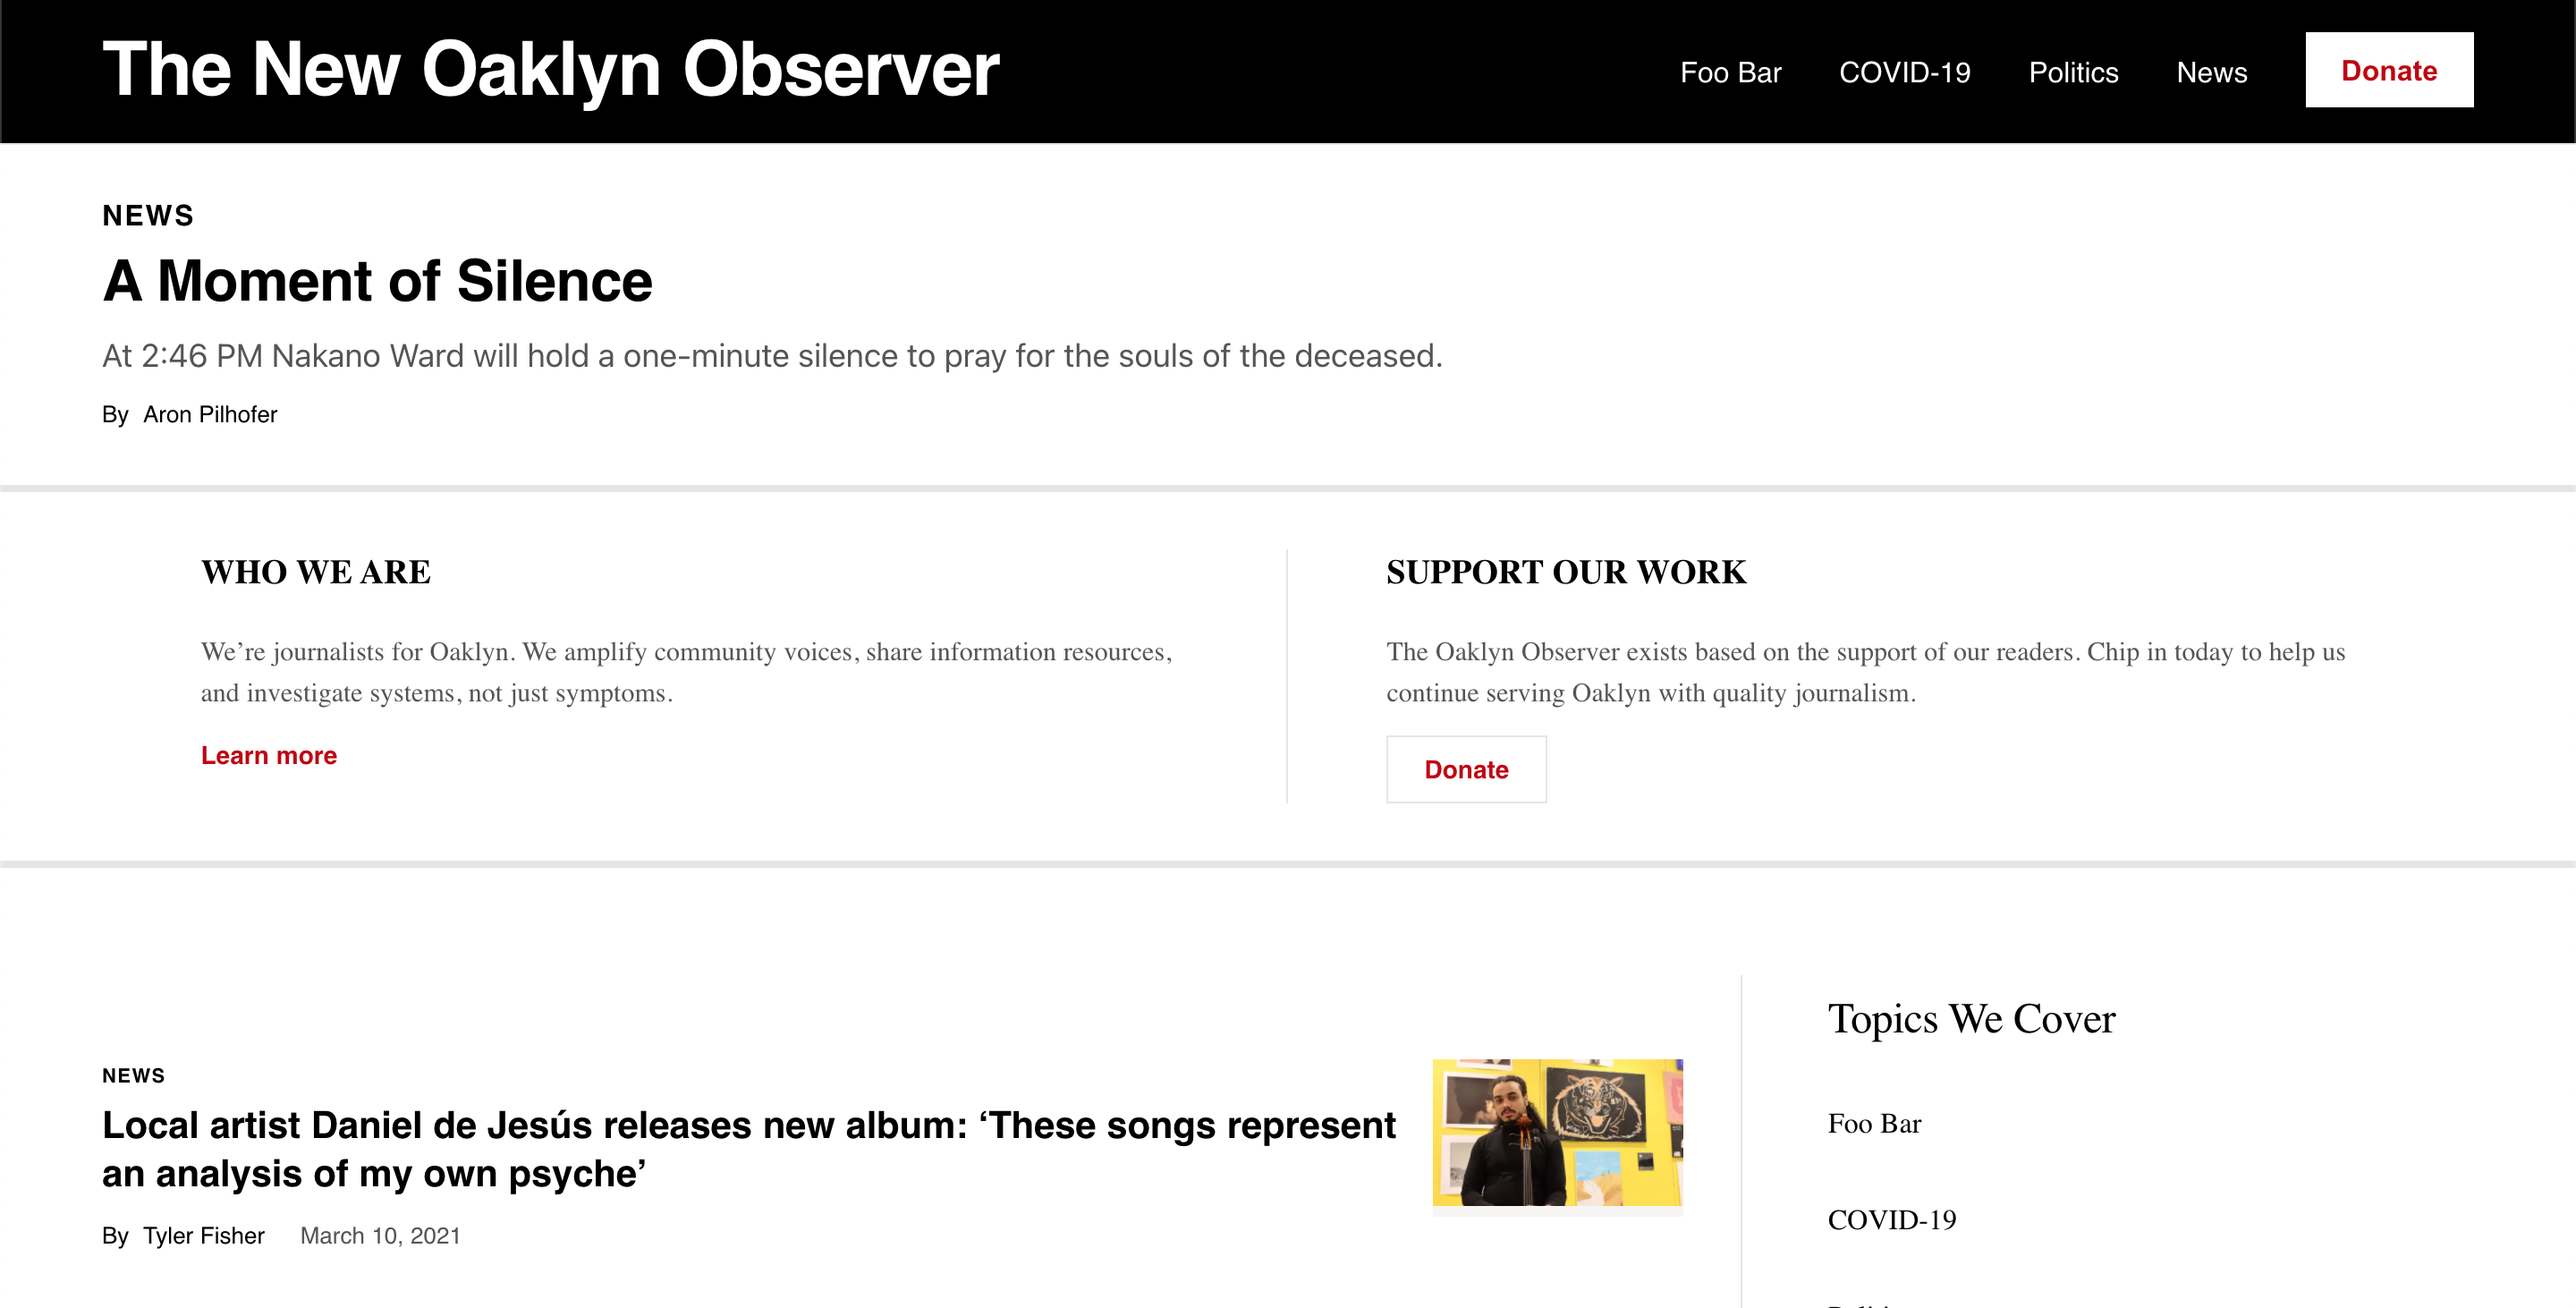 The New Oaklyn Observer
Foo Bar
COVID-19
Politics
News
Donate
NEWS
A Moment of Silence
At 2:46 PM Nakano Ward will hold a one-minute silence to pray for the souls of the deceased.
By Aron Pilhofer
WHO WE ARE
We’re journalists for Oaklyn. We amplify community voices, share information resources,
and investigate systems, not just symptoms.
Learn more
SUPPORT OUR WORK
The Oaklyn Observer exists based on the support of our readers. Chip in today to help us
continue serving Oaklyn with quality journalism.
Donate
NEWS
Local artist Daniel de Jesús releases new album: ‘These songs represent
an analysis of my own psyche’
By Tyler Fisher March 10, 2021
Topics We Cover
Foo Bar
COVID-19